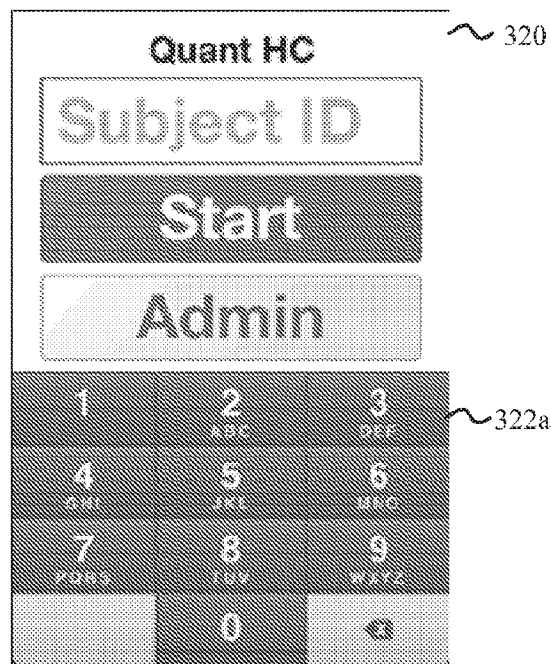 Quant HC
320
Subject ID
Start
Admin
1 2 3
ABC DEF
322a
4 5 6
GHI JKL
7 8 9
PQRS TUV WXYZ
0